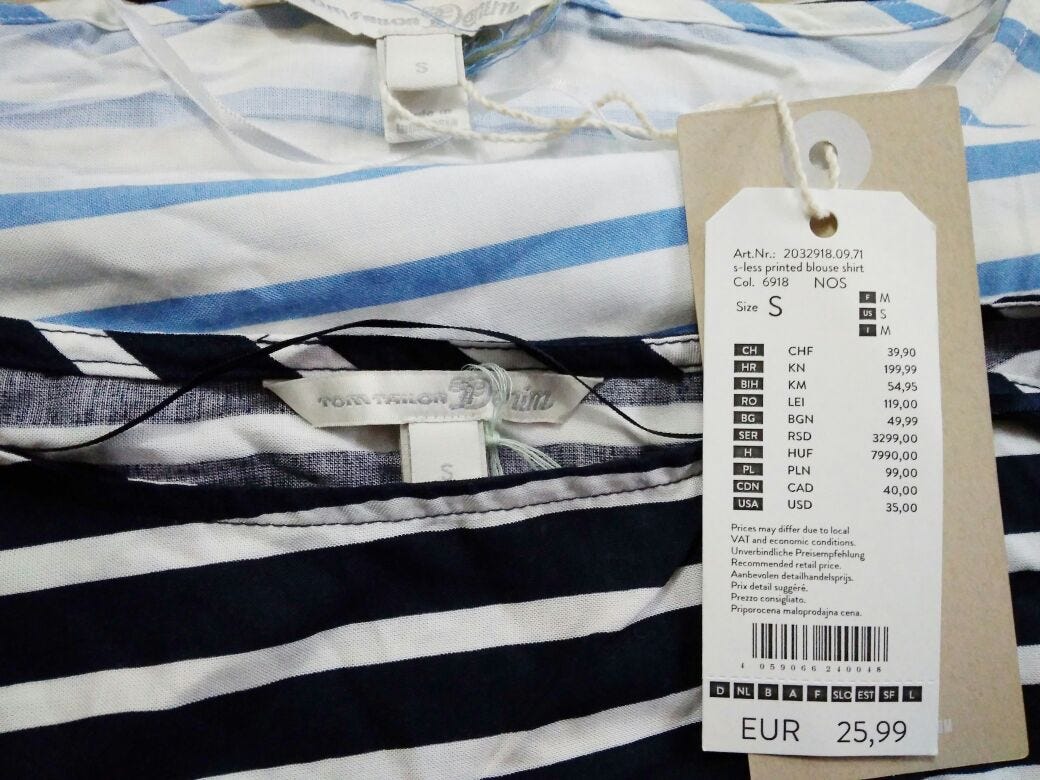 TOM TAILOR Denim
S
Art.Nr.: 2032918.09.71
s-less printed blouse shirt
Col. 6918 NOS
Size S
F M
US S
I M
CH CHF 39,90
HR KN 199,99
BIH KM 54,95
RO LEI 119,00
BG BGN 49,99
SER RSD 3299,00
H HUF 7990,00
PL PLN 99,00
CDN CAD 40,00
USA USD 35,00
Prices may differ due to local
VAT and economic conditions.
Unverbindliche Preisempfehlung
Recommended retail price.
Aanbevolen detailhandelsprijs.
Prix detail suggéré.
Prezzo consigliato.
Priporocena maloprodajna cena.
4 059066 240048
D NL B A F SLO EST SF L
EUR 25,99
TOM TAILOR Denim
S